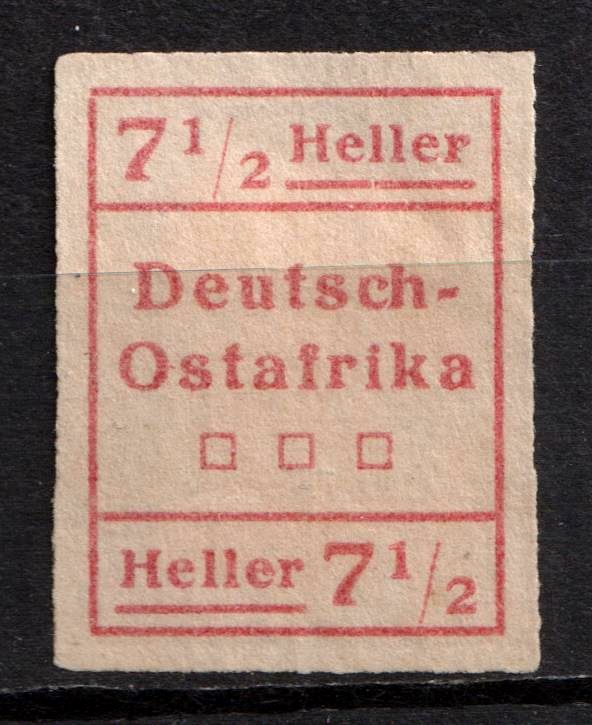 7 1/2 Heller
Deutsch-
Ostafrika
Heller 7 1/2